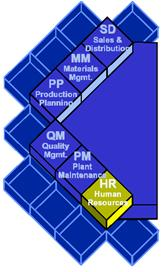 SD
Sales &
Distribution
MM
Materials
Mgmt.
PP
Production
Planning
QM
Quality
Mgmt.
PM
Plant
Maintenance
HR
Human
Resources